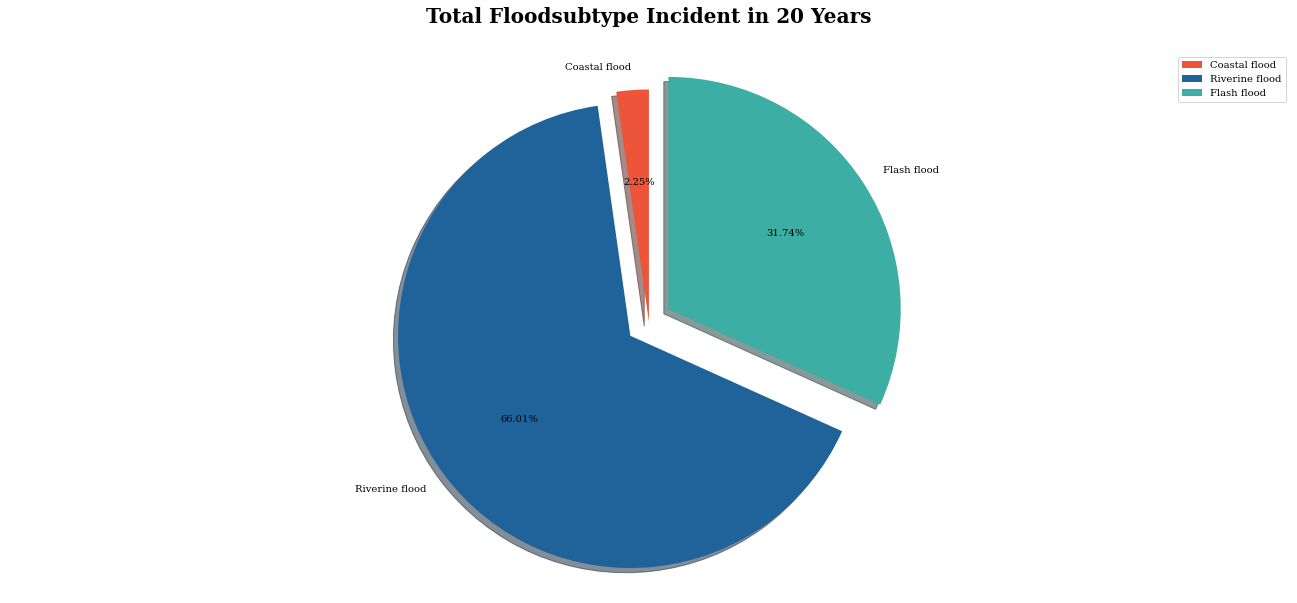 Total Floodsubtype Incident in 20 Years
Coastal flood
Coastal flood
Riverine flood
Flash flood
Flash flood
2.25%
31.74%
66.01%
Riverine flood